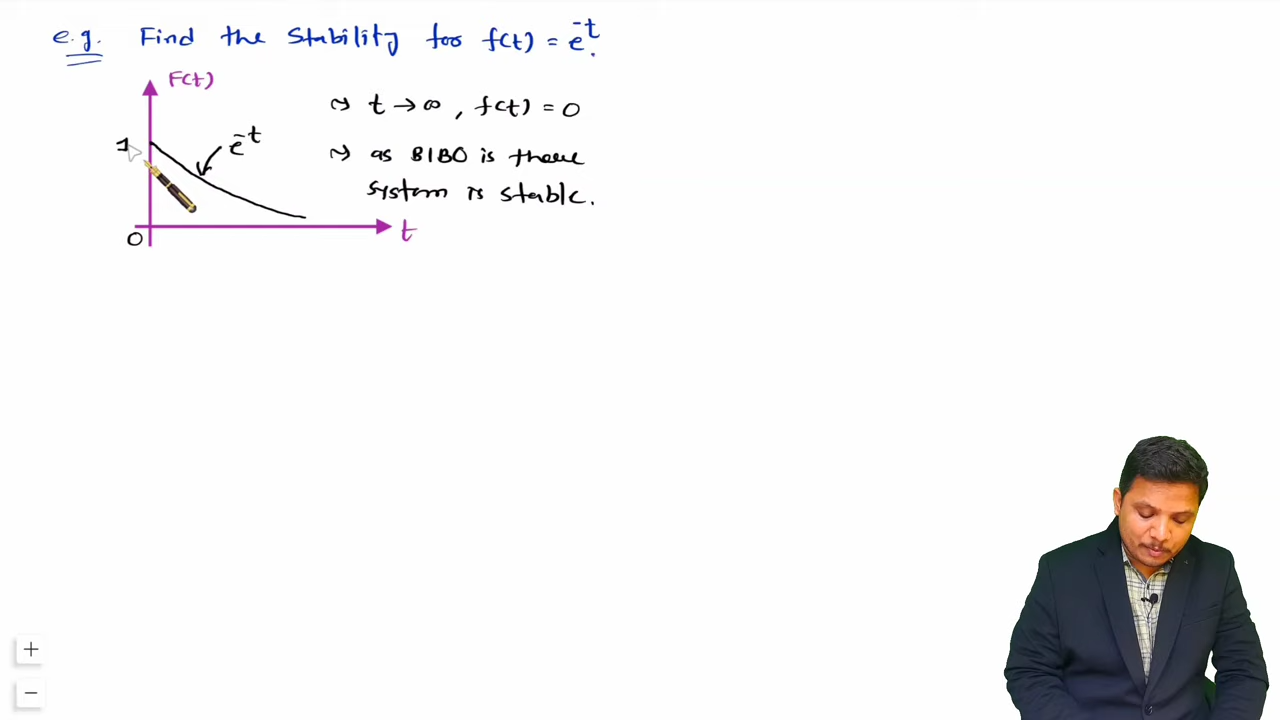 e.g. Find the Stability for f(t) = e^-t.
F(t)
1
e^-t
0
t
~> t → ∞, f(t) = 0
~> as BIBO is there
system is stable.
+
−